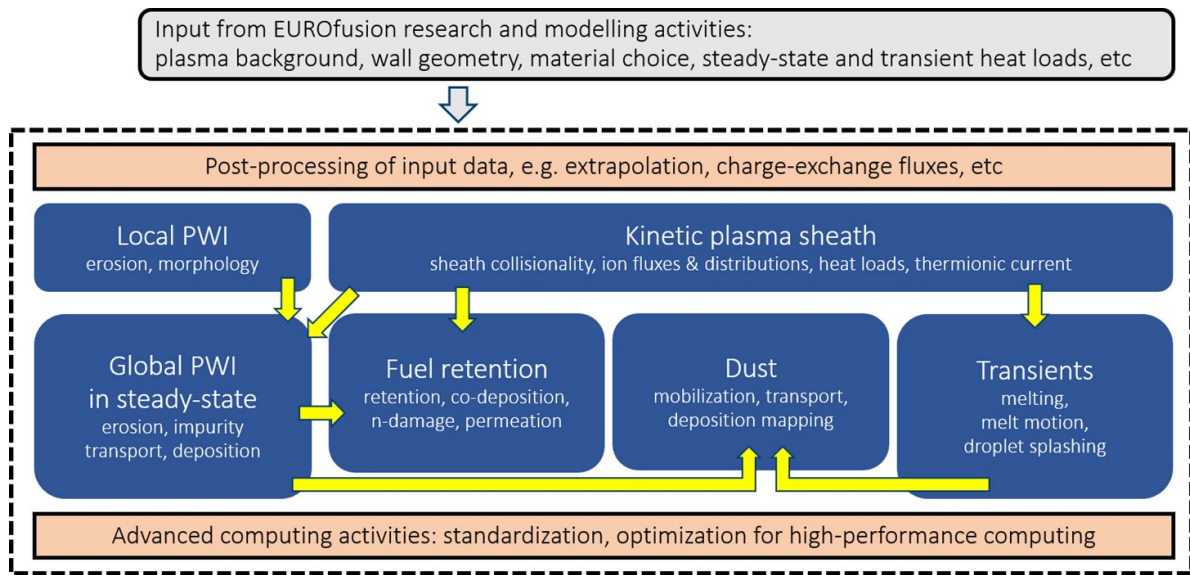 Input from EUROfusion research and modelling activities:
plasma background, wall geometry, material choice, steady-state and transient heat loads, etc
Post-processing of input data, e.g. extrapolation, charge-exchange fluxes, etc
Local PWI
erosion, morphology
Kinetic plasma sheath
sheath collisionality, ion fluxes & distributions, heat loads, thermionic current
Global PWI
in steady-state
erosion, impurity
transport, deposition
Fuel retention
retention, co-deposition,
n-damage, permeation
Dust
mobilization, transport,
deposition mapping
Transients
melting,
melt motion,
droplet splashing
Advanced computing activities: standardization, optimization for high-performance computing